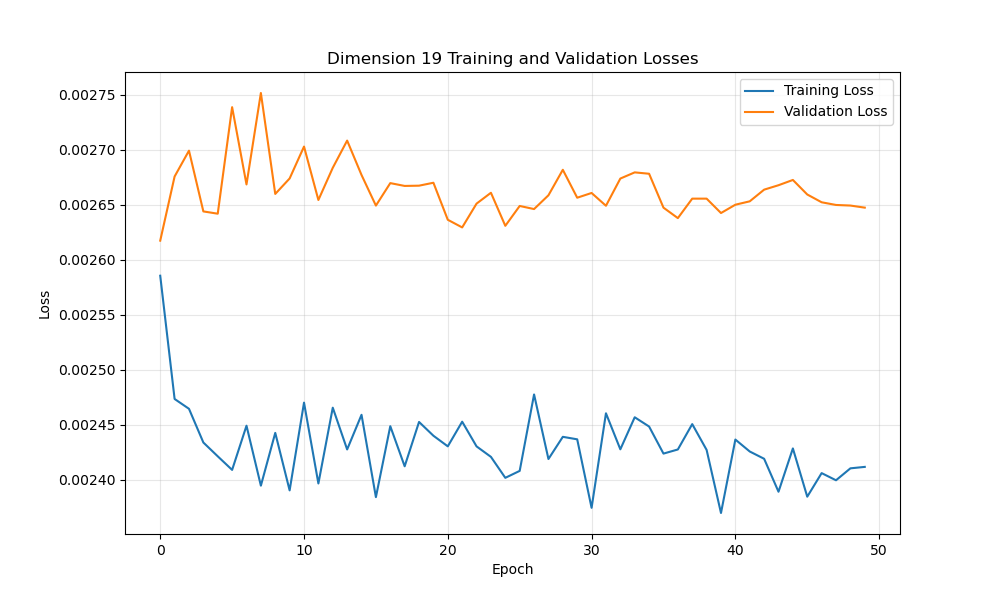 Dimension 19 Training and Validation Losses
Training Loss
Validation Loss
0.00275
0.00270
0.00265
0.00260
0.00255
0.00250
0.00245
0.00240
Loss
0 10 20 30 40 50
Epoch